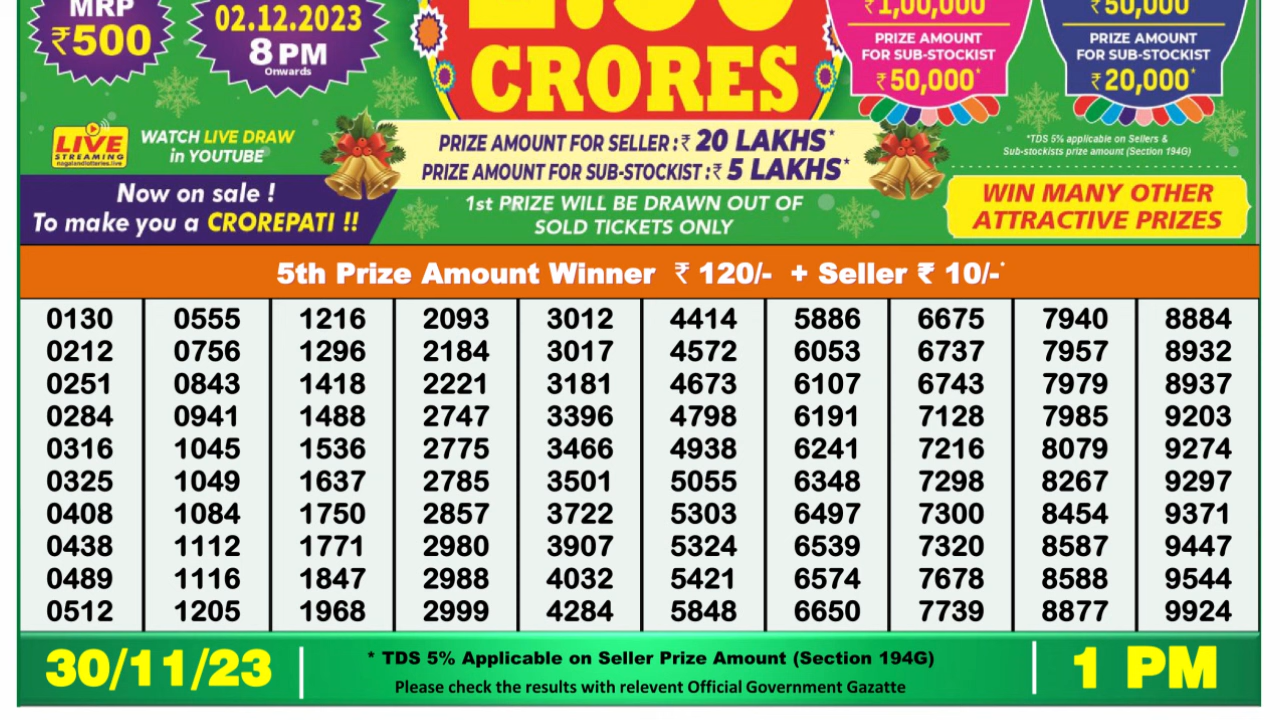 MRP
₹500
02.12.2023
8 PM
Onwards
CRORES
₹1,00,000
PRIZE AMOUNT
FOR SUB-STOCKIST
₹50,000*
₹50,000
PRIZE AMOUNT
FOR SUB-STOCKIST
₹20,000*
LIVE
STREAMING
nagalandlotteries.live
WATCH LIVE DRAW
in YOUTUBE
PRIZE AMOUNT FOR SELLER :₹ 20 LAKHS*
PRIZE AMOUNT FOR SUB-STOCKIST :₹ 5 LAKHS*
*TDS 5% applicable on Sellers &
Sub-stockists prize amount (Section 194G)
Now on sale !
To make you a CROREPATI !!
1st PRIZE WILL BE DRAWN OUT OF
SOLD TICKETS ONLY
WIN MANY OTHER
ATTRACTIVE PRIZES
5th Prize Amount Winner ₹ 120/- + Seller ₹ 10/-*
0130 0555 1216 2093 3012 4414 5886 6675 7940 8884
0212 0756 1296 2184 3017 4572 6053 6737 7957 8932
0251 0843 1418 2221 3181 4673 6107 6743 7979 8937
0284 0941 1488 2747 3396 4798 6191 7128 7985 9203
0316 1045 1536 2775 3466 4938 6241 7216 8079 9274
0325 1049 1637 2785 3501 5055 6348 7298 8267 9297
0408 1084 1750 2857 3722 5303 6497 7300 8454 9371
0438 1112 1771 2980 3907 5324 6539 7320 8587 9447
0489 1116 1847 2988 4032 5421 6574 7678 8588 9544
0512 1205 1968 2999 4284 5848 6650 7739 8877 9924
30/11/23
* TDS 5% Applicable on Seller Prize Amount (Section 194G)
Please check the results with relevent Official Government Gazatte
1 PM